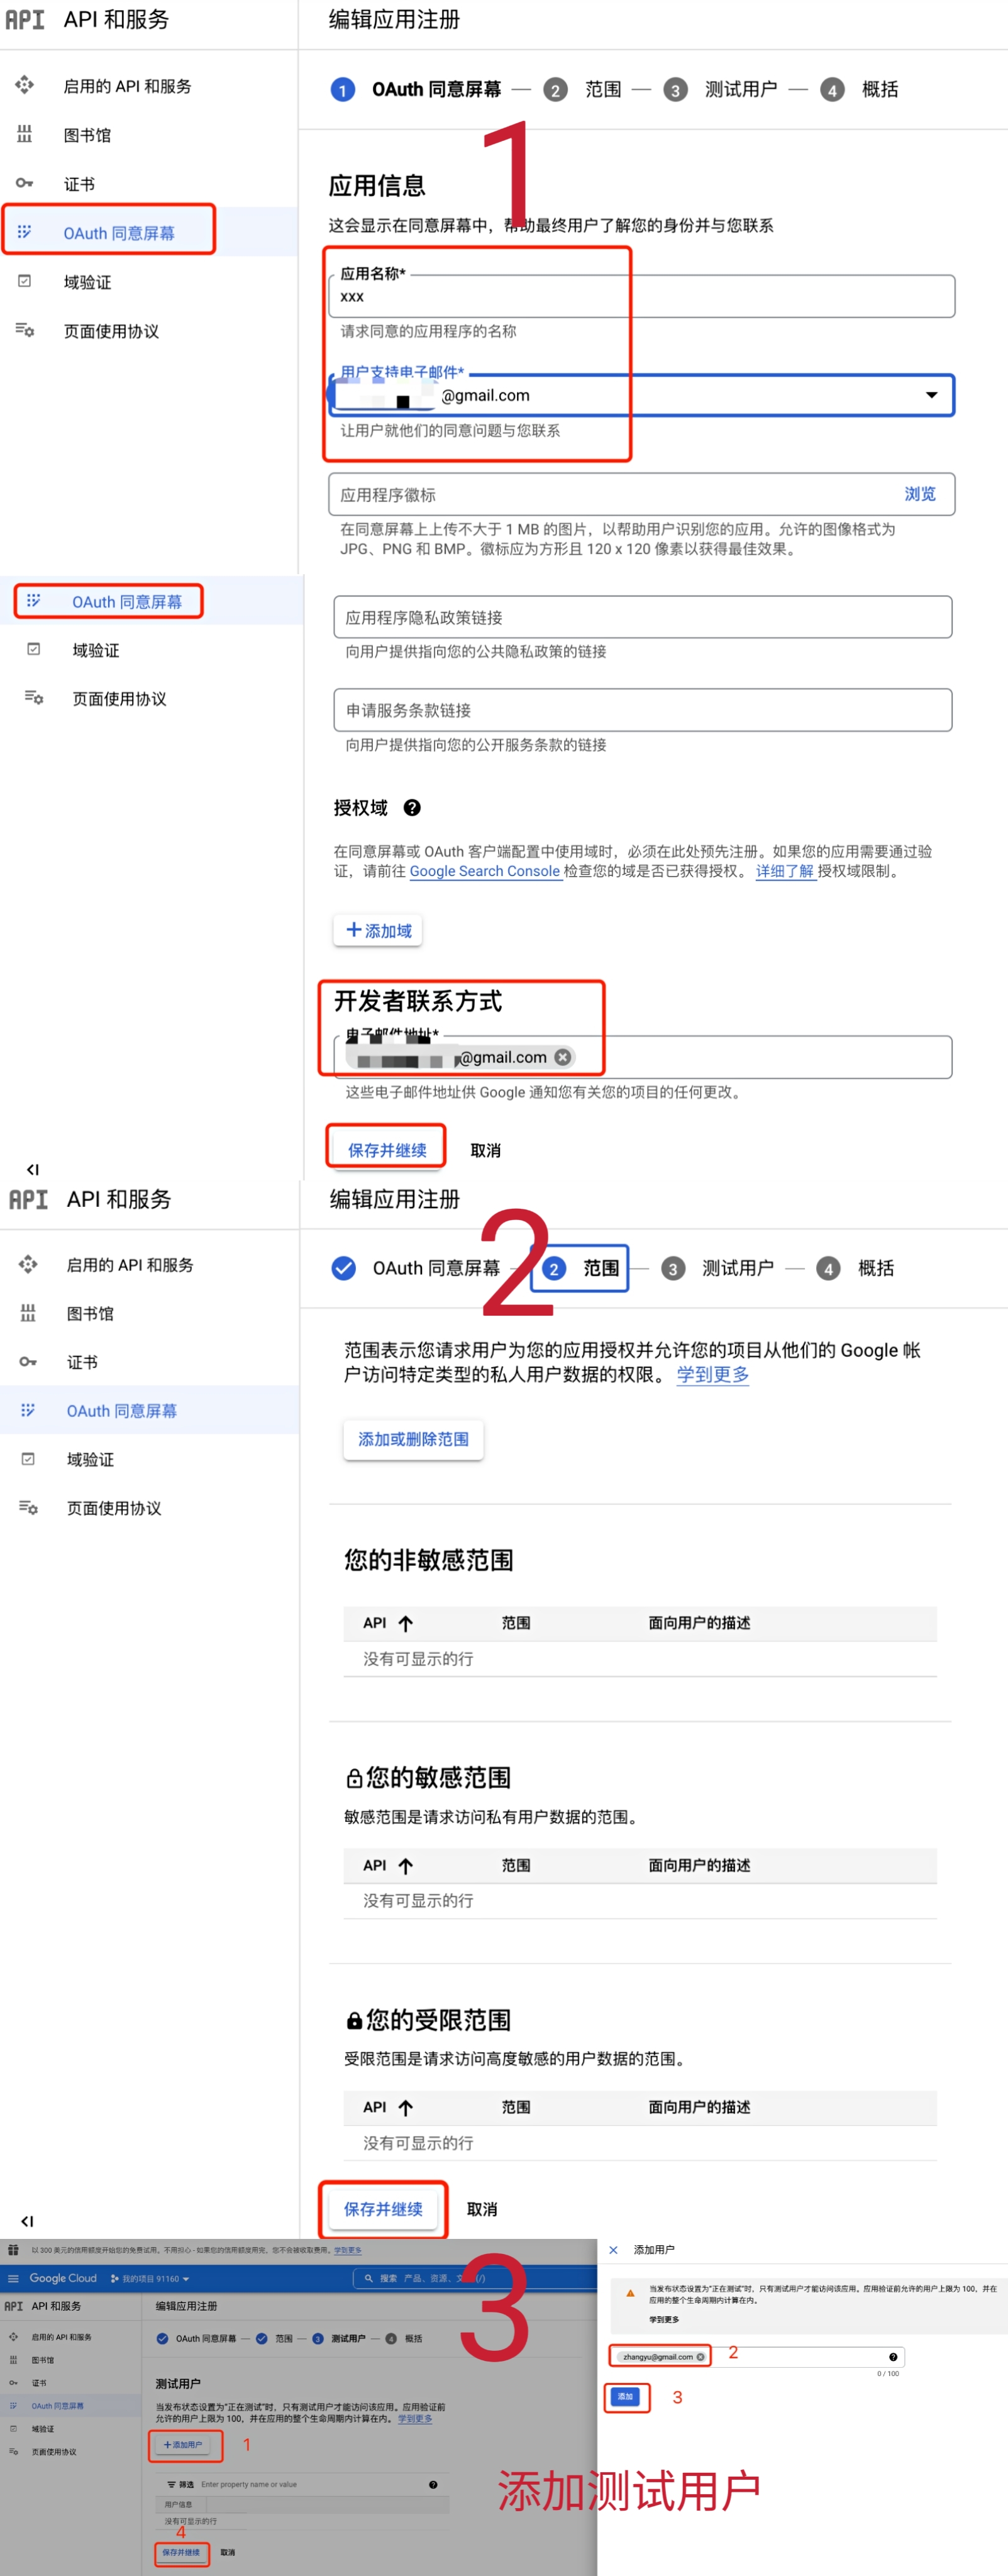 API API 和服务
编辑应用注册
启用的 API 和服务
图书馆
证书
OAuth 同意屏幕
域验证
页面使用协议
1 OAuth 同意屏幕 — 2 范围 — 3 测试用户 — 4 概括
1
应用信息
这会显示在同意屏幕中，帮助最终用户了解您的身份并与您联系
应用名称*
xxx
请求同意的应用程序的名称
用户支持电子邮件*
@gmail.com
让用户就他们的同意问题与您联系
应用程序徽标
浏览
在同意屏幕上上传不大于 1 MB 的图片，以帮助用户识别您的应用。允许的图像格式为
JPG、PNG 和 BMP。徽标应为方形且 120 x 120 像素以获得最佳效果。
OAuth 同意屏幕
域验证
页面使用协议
应用程序隐私政策链接
向用户提供指向您的公共隐私政策的链接
申请服务条款链接
向用户提供指向您的公开服务条款的链接
授权域
在同意屏幕或 OAuth 客户端配置中使用域时，必须在此处预先注册。如果您的应用需要通过验
证，请前往 Google Search Console 检查您的域是否已获得授权。 详细了解 授权域限制。
+ 添加域
开发者联系方式
电子邮件地址*
@gmail.com
这些电子邮件地址供 Google 通知您有关您的项目的任何更改。
保存并继续
取消
API API 和服务
编辑应用注册
启用的 API 和服务
图书馆
证书
OAuth 同意屏幕
域验证
页面使用协议
OAuth 同意屏幕 — 2 范围 — 3 测试用户 — 4 概括
2
范围表示您请求用户为您的应用授权并允许您的项目从他们的 Google 帐
户访问特定类型的私人用户数据的权限。 学到更多
添加或删除范围
您的非敏感范围
API 范围 面向用户的描述
没有可显示的行
您的敏感范围
敏感范围是请求访问私有用户数据的范围。
API 范围 面向用户的描述
没有可显示的行
您的受限范围
受限范围是请求访问高度敏感的用户数据的范围。
API 范围 面向用户的描述
没有可显示的行
保存并继续
取消
以 300 美元的信用额度开始您的免费试用。不用担心 - 如果您的信用额度用完，您不会被收取费用。 学到更多
Google Cloud
我的项目 91160
搜索 产品、资源、文 (/)
3
API API 和服务
编辑应用注册
启用的 API 和服务
图书馆
证书
OAuth 同意屏幕
域验证
页面使用协议
OAuth 同意屏幕 — 范围 — 3 测试用户 — 4 概括
测试用户
当发布状态设置为"正在测试"时，只有测试用户才能访问该应用。应用验证前
允许的用户上限为 100，并在应用的整个生命周期内计算在内。 学到更多
+ 添加用户
1
筛选 Enter property name or value
用户信息
没有可显示的行
4
保存并继续
取消
添加用户
当发布状态设置为"正在测试"时，只有测试用户才能访问该应用。应用验证前允许的用户上限为 100，并在
应用的整个生命周期内计算在内。
学到更多
zhangyu@gmail.com
2
0 / 100
添加
3
添加测试用户